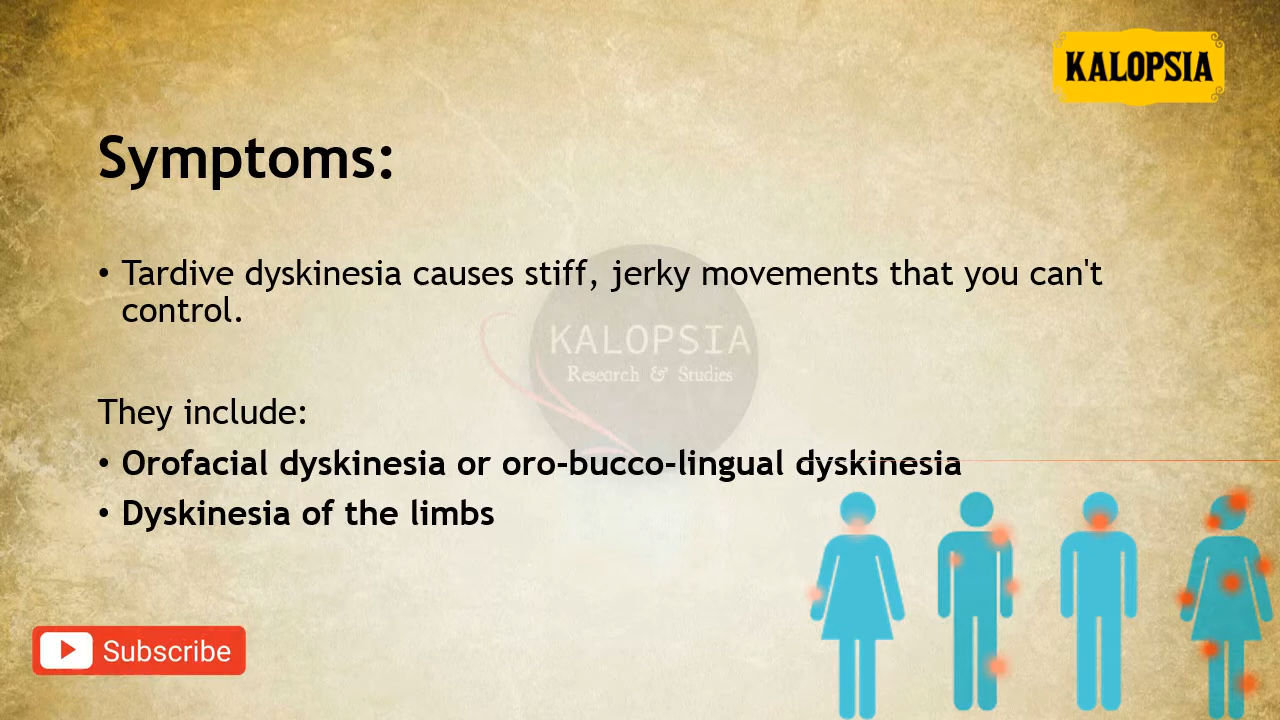 KALOPSIA
Symptoms:
• Tardive dyskinesia causes stiff, jerky movements that you can't
control.
KALOPSIA
Research & Studies
They include:
• Orofacial dyskinesia or oro-bucco-lingual dyskinesia
• Dyskinesia of the limbs
Subscribe